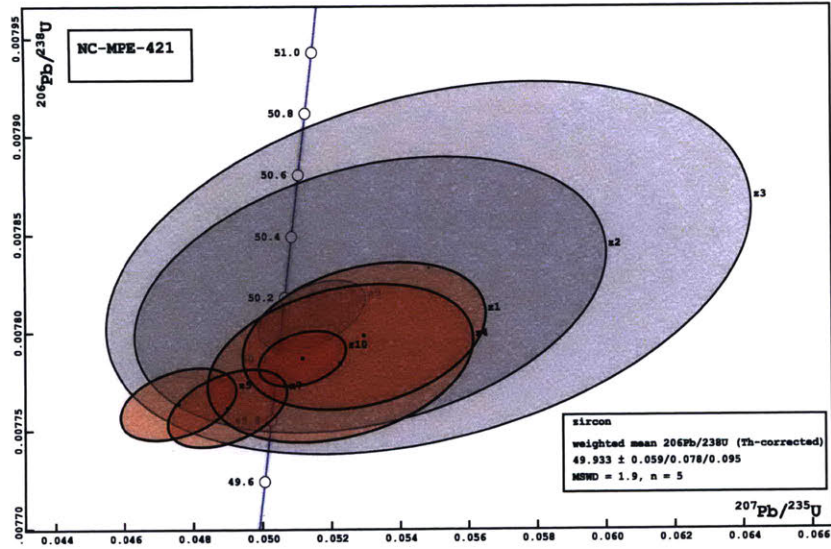 NC-MPE-421
206Pb/238U
0.00795
0.00790
0.00785
0.00780
0.00775
0.00770
51.0
50.8
50.6
50.4
50.2
49.6
z3
z2
z1
z4
z10
z5
zircon
weighted mean 206Pb/238U (Th-corrected)
49.933 ± 0.059/0.078/0.095
MSWD = 1.9, n = 5
207Pb/235U
0.044 0.046 0.048 0.050 0.052 0.054 0.056 0.058 0.060 0.062 0.064 0.066